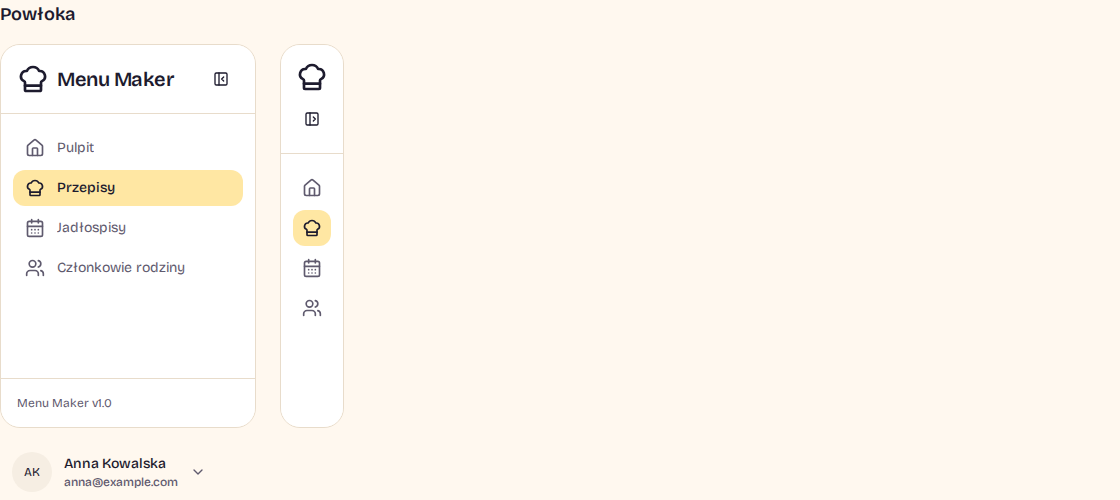 Powłoka
Menu Maker
Pulpit
Przepisy
Jadłospisy
Członkowie rodziny
Menu Maker v1.0
AK
Anna Kowalska
anna@example.com